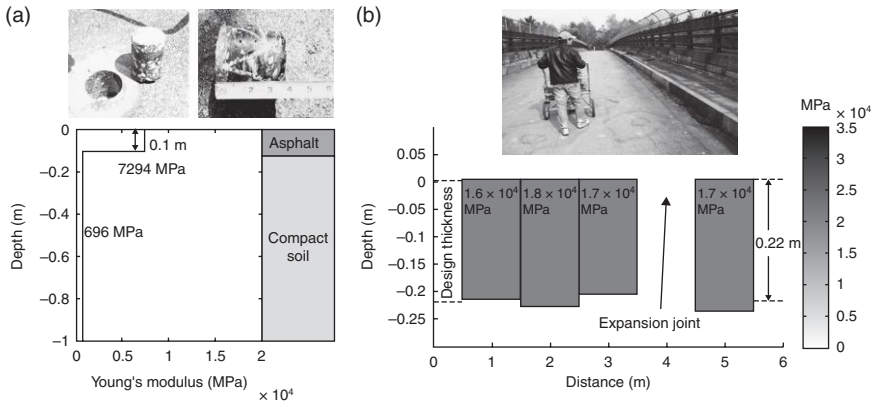 (a)
2 3 4 5
0
−0.2
−0.4
−0.6
−0.8
−1
Depth (m)
0.1 m
7294 MPa
696 MPa
Asphalt
Compact
soil
0 0.5 1 1.5 2
Young's modulus (MPa)
× 10⁴
(b)
0.05
0
−0.05
−0.1
−0.15
−0.2
−0.25
Depth (m)
Design thickness
1.6 × 10⁴
MPa
1.8 × 10⁴
MPa
1.7 × 10⁴
MPa
1.7 × 10⁴
MPa
0.22 m
Expansion joint
0 1 2 3 4 5 6
Distance (m)
MPa
× 10⁴
3.5
3
2.5
2
1.5
1
0.5
0